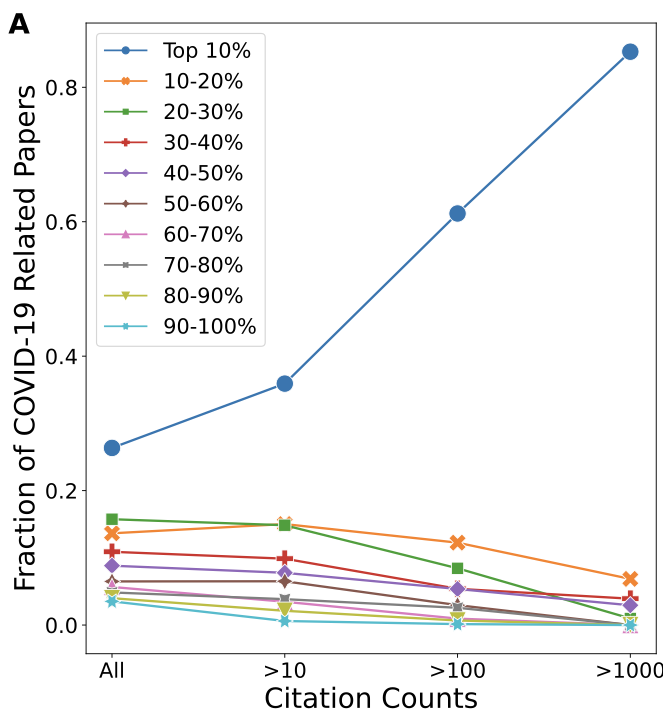 A
Fraction of COVID-19 Related Papers
0.8
0.6
0.4
0.2
0.0
Top 10%
10-20%
20-30%
30-40%
40-50%
50-60%
60-70%
70-80%
80-90%
90-100%
All >10 >100 >1000
Citation Counts